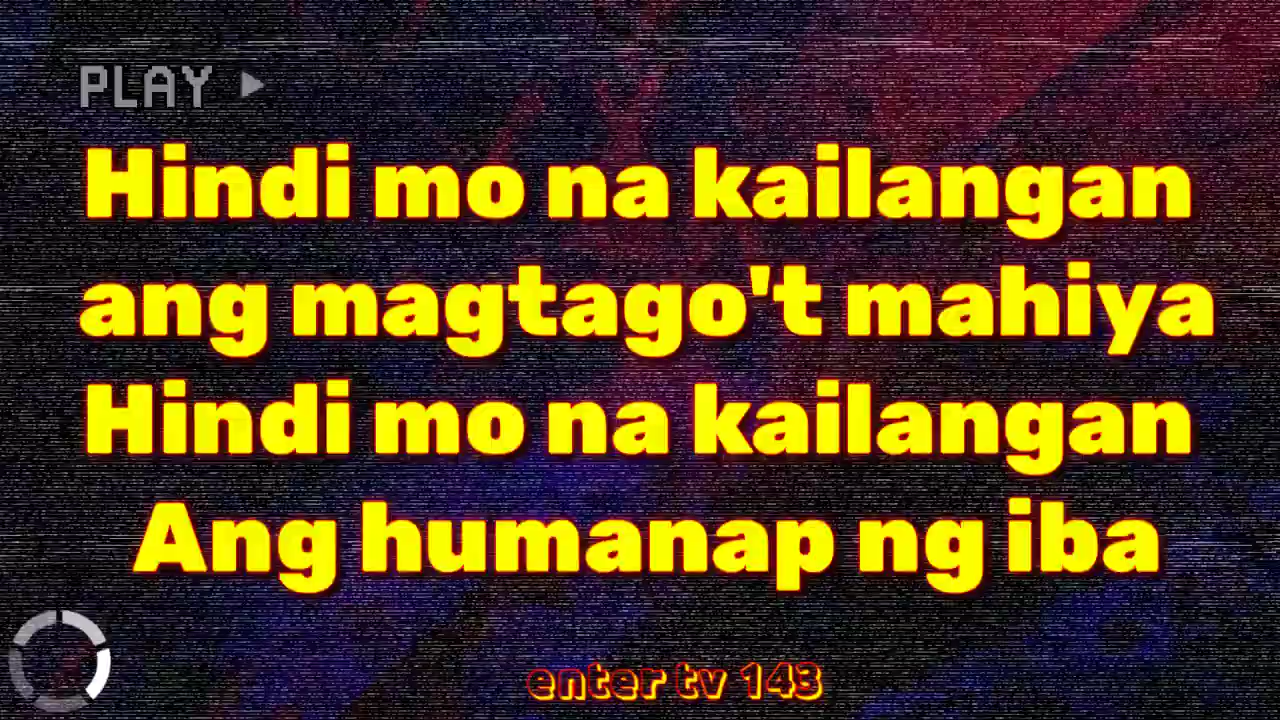 PLAY
Hindi mo na kailangan
ang magtago't mahiya
Hindi mo na kailangan
Ang humanap ng iba
enter tv 143